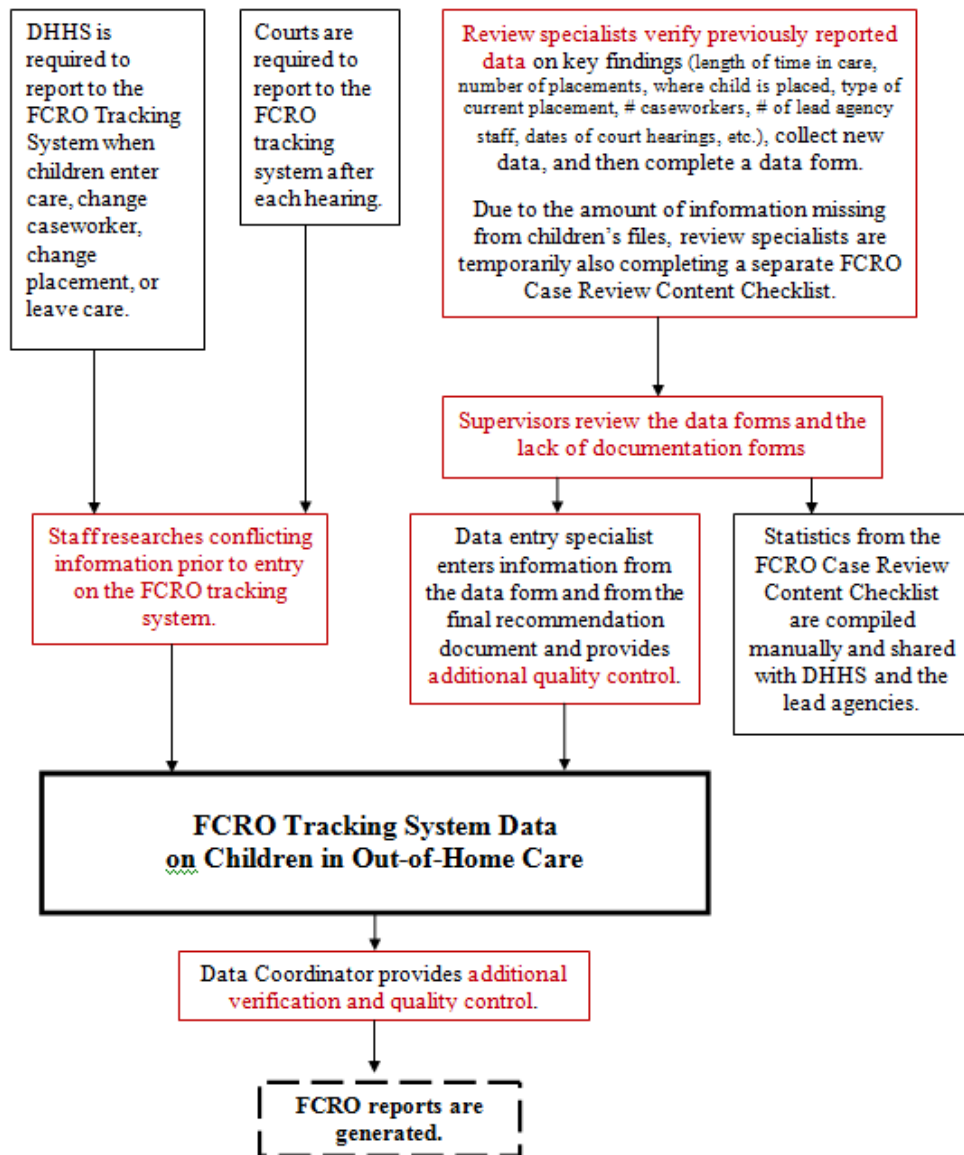 DHHS is
required to
report to the
FCRO Tracking
System when
children enter
care, change
caseworker,
change
placement, or
leave care.
Courts are
required to
report to the
FCRO
tracking
system after
each hearing.
Review specialists verify previously reported
data on key findings (length of time in care,
number of placements, where child is placed, type of
current placement, # caseworkers, # of lead agency
staff, dates of court hearings, etc.), collect new
data, and then complete a data form.
Due to the amount of information missing
from children's files, review specialists are
temporarily also completing a separate FCRO
Case Review Content Checklist.
Supervisors review the data forms and the
lack of documentation forms
Staff researches conflicting
information prior to entry
on the FCRO tracking
system.
Data entry specialist
enters information from
the data form and from the
final recommendation
document and provides
additional quality control.
Statistics from the
FCRO Case Review
Content Checklist
are compiled
manually and shared
with DHHS and the
lead agencies.
FCRO Tracking System Data
on Children in Out-of-Home Care
Data Coordinator provides additional
verification and quality control.
FCRO reports are
generated.